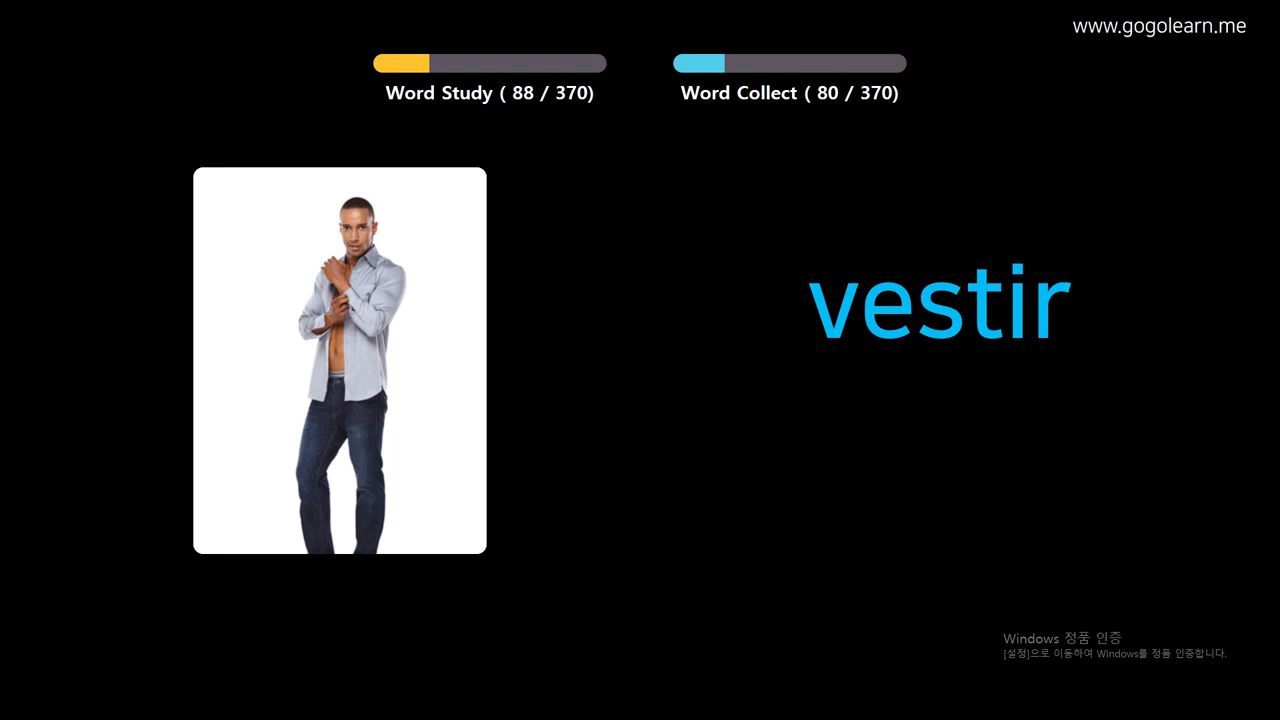 www.gogolearn.me
Word Study ( 88 / 370)
Word Collect ( 80 / 370)
vestir
Windows 정품 인증
[설정]으로 이동하여 Windows를 정품 인증합니다.